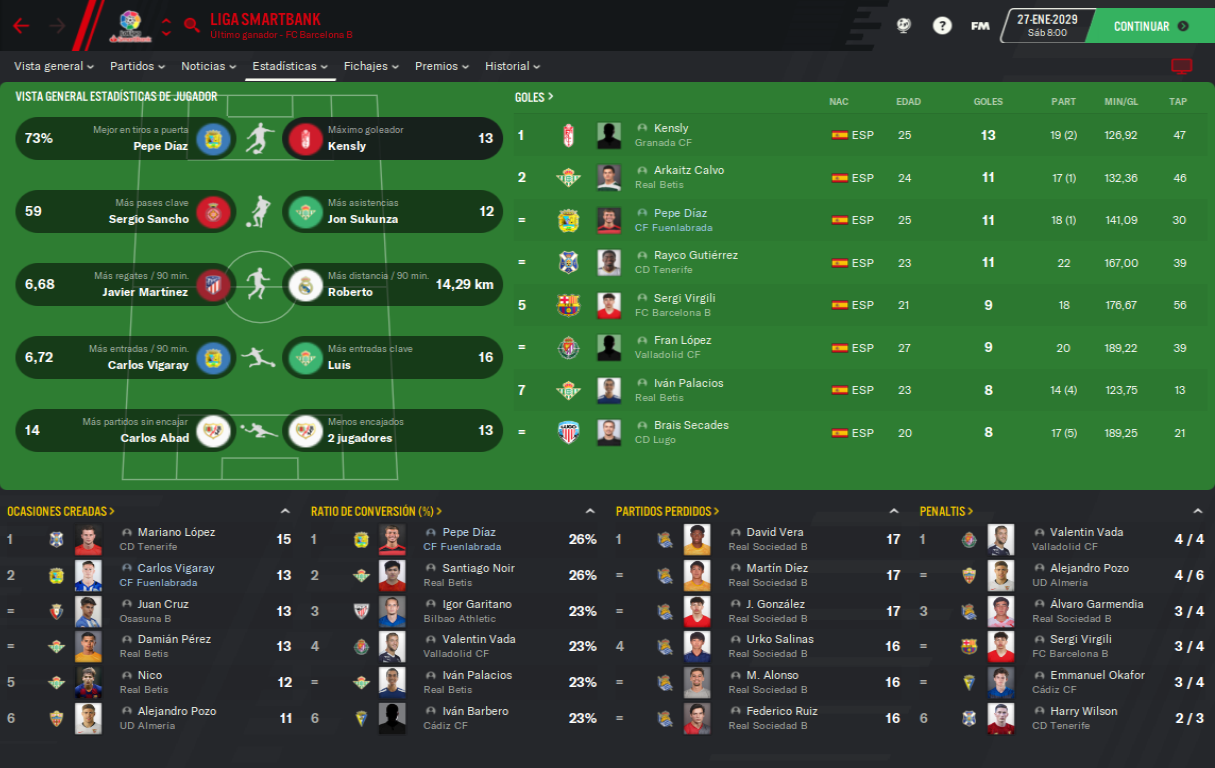 LIGA SMARTBANK
Último ganador - FC Barcelona B
27-ENE-2029
Sáb 8:00
?
FM
CONTINUAR
Vista general
Partidos
Noticias
Estadísticas
Fichajes
Premios
Historial
VISTA GENERAL ESTADÍSTICAS DE JUGADOR
73%
Mejor en tiros a puerta
Pepe Díaz
Máximo goleador
Kensly
13
59
Más pases clave
Sergio Sancho
Más asistencias
Jon Sukunza
12
6,68
Más regates / 90 min.
Javier Martínez
Más distancia / 90 min.
Roberto
14,29 km
6,72
Más entradas / 90 min.
Carlos Vigaray
Más entradas clave
Luis
16
14
Más partidos sin encajar
Carlos Abad
Menos encajados
2 jugadores
13
GOLES >
NAC EDAD GOLES PART MIN/GL TAP
1 Kensly ESP 25 13 19 (2) 126,92 47
Granada CF
2 Arkaitz Calvo ESP 24 11 17 (1) 132,36 46
Real Betis
= Pepe Díaz ESP 25 11 18 (1) 141,09 30
CF Fuenlabrada
= Rayco Gutiérrez ESP 23 11 22 167,00 39
CD Tenerife
5 Sergi Virgili ESP 21 9 18 176,67 56
FC Barcelona B
= Fran López ESP 27 9 20 189,22 39
Valladolid CF
7 Iván Palacios ESP 23 8 14 (4) 123,75 13
Real Betis
= Brais Secades ESP 20 8 17 (5) 189,25 21
CD Lugo
OCASIONES CREADAS >
1 Mariano López 15
CD Tenerife
2 Carlos Vigaray 13
CF Fuenlabrada
= Juan Cruz 13
Osasuna B
= Damián Pérez 13
Real Betis
5 Nico 12
Real Betis
6 Alejandro Pozo 11
UD Almeria
RATIO DE CONVERSIÓN (%) >
1 Pepe Díaz 26%
CF Fuenlabrada
2 Santiago Noir 26%
Real Betis
3 Igor Garitano 23%
Bilbao Athletic
4 Valentin Vada 23%
Valladolid CF
= Iván Palacios 23%
Real Betis
6 Iván Barbero 23%
Cádiz CF
PARTIDOS PERDIDOS >
1 David Vera 17
Real Sociedad B
= Martín Díez 17
Real Sociedad B
= J. González 17
Real Sociedad B
4 Urko Salinas 16
Real Sociedad B
= M. Alonso 16
Real Sociedad B
= Federico Ruiz 16
Real Sociedad B
PENALTIS >
1 Valentin Vada 4 / 4
Valladolid CF
= Alejandro Pozo 4 / 6
UD Almeria
3 Álvaro Garmendia 3 / 4
Real Sociedad B
= Sergi Virgili 3 / 4
FC Barcelona B
= Emmanuel Okafor 3 / 4
Cádiz CF
6 Harry Wilson 2 / 3
CD Tenerife